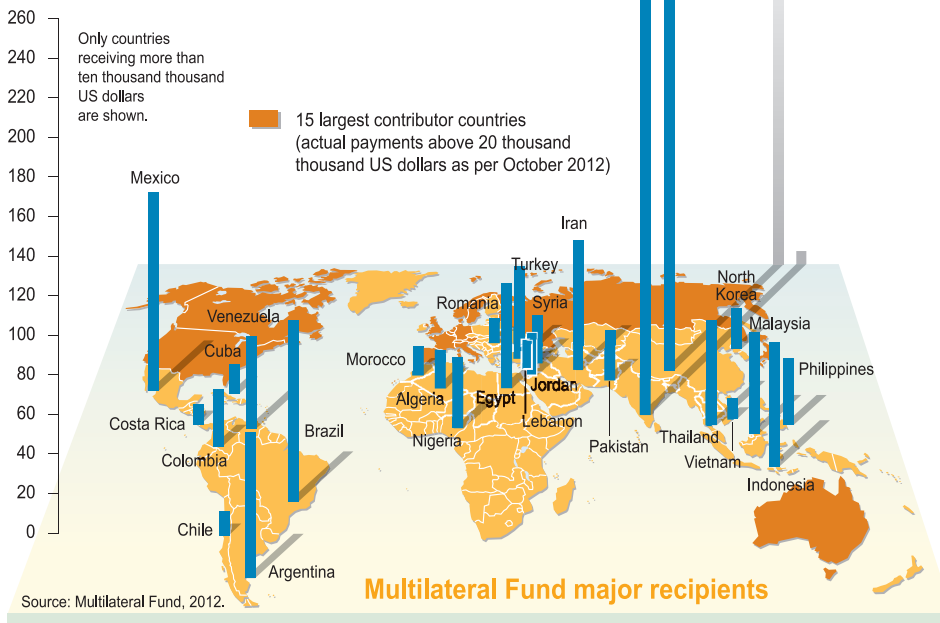 260
240
220
200
180
160
140
120
100
80
60
40
20
0
Only countries
receiving more than
ten thousand thousand
US dollars
are shown.
15 largest contributor countries
(actual payments above 20 thousand
thousand US dollars as per October 2012)
Mexico
Iran
Turkey
North
Korea
Romania
Syria
Venezuela
Malaysia
Cuba
Morocco
Philippines
Algeria
Egypt
Jordan
Costa Rica
Lebanon
Brazil
Nigeria
Pakistan
Thailand
Colombia
Vietnam
Indonesia
Chile
Argentina
Multilateral Fund major recipients
Source: Multilateral Fund, 2012.